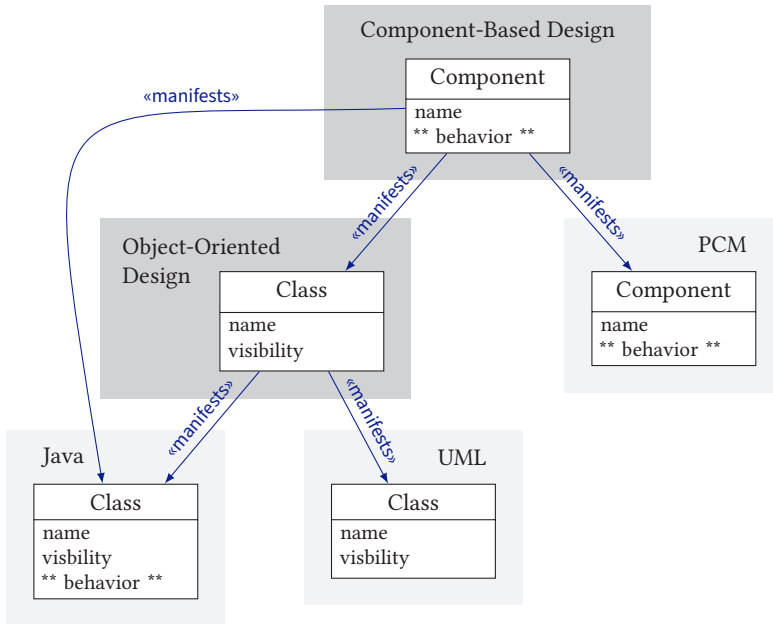 Component-Based Design
Component
name
** behavior **
«manifests»
«manifests»
«manifests»
Object-Oriented
Design
Class
name
visibility
PCM
Component
name
** behavior **
«manifests»
«manifests»
Java
Class
name
visbility
** behavior **
UML
Class
name
visbility